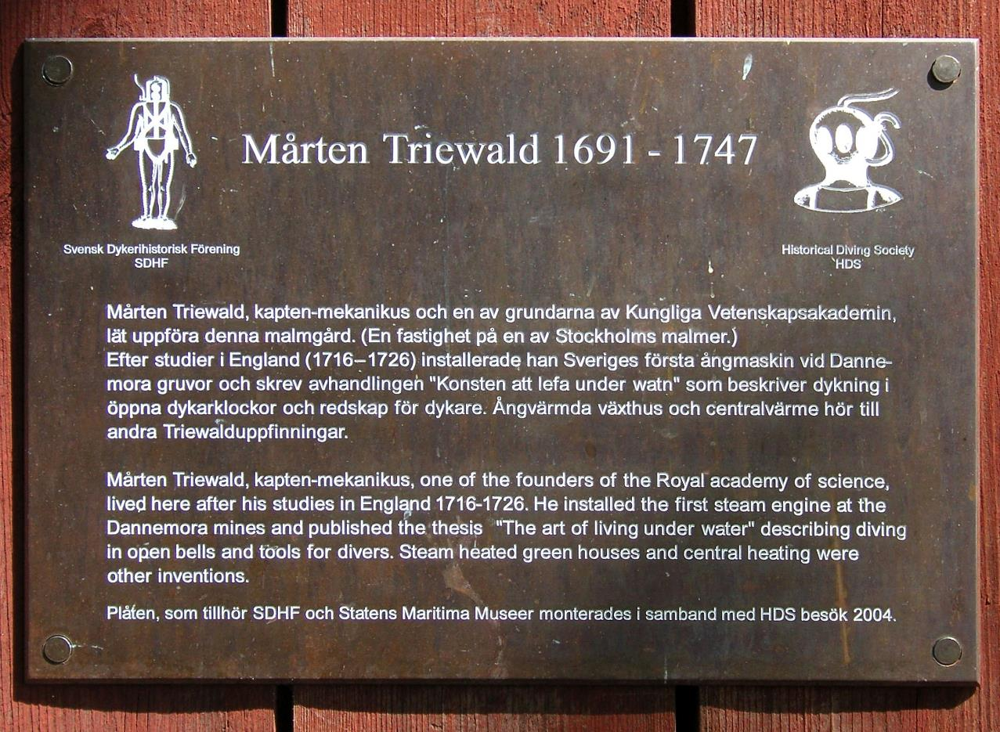 Mårten Triewald 1691 - 1747
Svensk Dykerihistorisk Förening
SDHF
Historical Diving Society
HDS
Mårten Triewald, kapten-mekanikus och en av grundarna av Kungliga Vetenskapsakademin,
lät uppföra denna malmgård. (En fastighet på en av Stockholms malmer.)
Efter studier i England (1716–1726) installerade han Sveriges första ångmaskin vid Danne-
mora gruvor och skrev avhandlingen "Konsten att lefa under watn" som beskriver dykning i
öppna dykarklockor och redskap för dykare. Ångvärmda växthus och centralvärme hör till
andra Triewalduppfinningar.
Mårten Triewald, kapten-mekanikus, one of the founders of the Royal academy of science,
lived here after his studies in England 1716-1726. He installed the first steam engine at the
Dannemora mines and published the thesis "The art of living under water" describing diving
in open bells and tools for divers. Steam heated green houses and central heating were
other inventions.
Plåten, som tillhör SDHF och Statens Maritima Museer monterades i samband med HDS besök 2004.